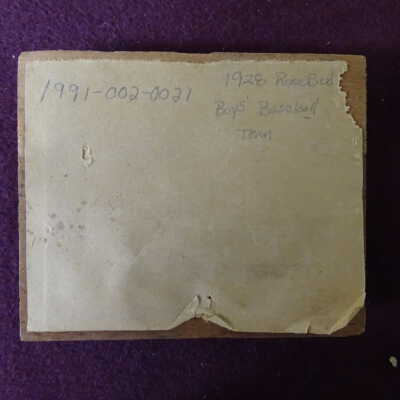 1991-002-0021
1928 RoseBud
Boys' Baseball
Team